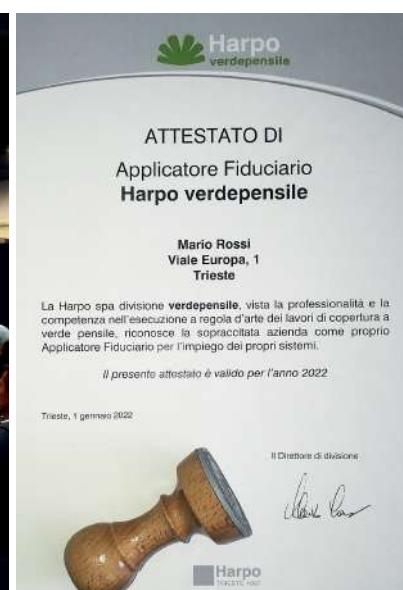 Harpo
verdepensile
ATTESTATO DI
Applicatore Fiduciario
Harpo verdepensile
Mario Rossi
Viale Europa, 1
Trieste
La Harpo spa divisione verdepensile, vista la professionalità e la
competenza nell'esecuzione a regola d'arte dei lavori di copertura a
verde pensile, riconosce la sopraccitata azienda come proprio
Applicatore Fiduciario per l'impiego dei propri sistemi.
Il presente attestato è valido per l'anno 2022
Trieste, 1 gennaio 2022
Il Direttore di divisione
Harpo